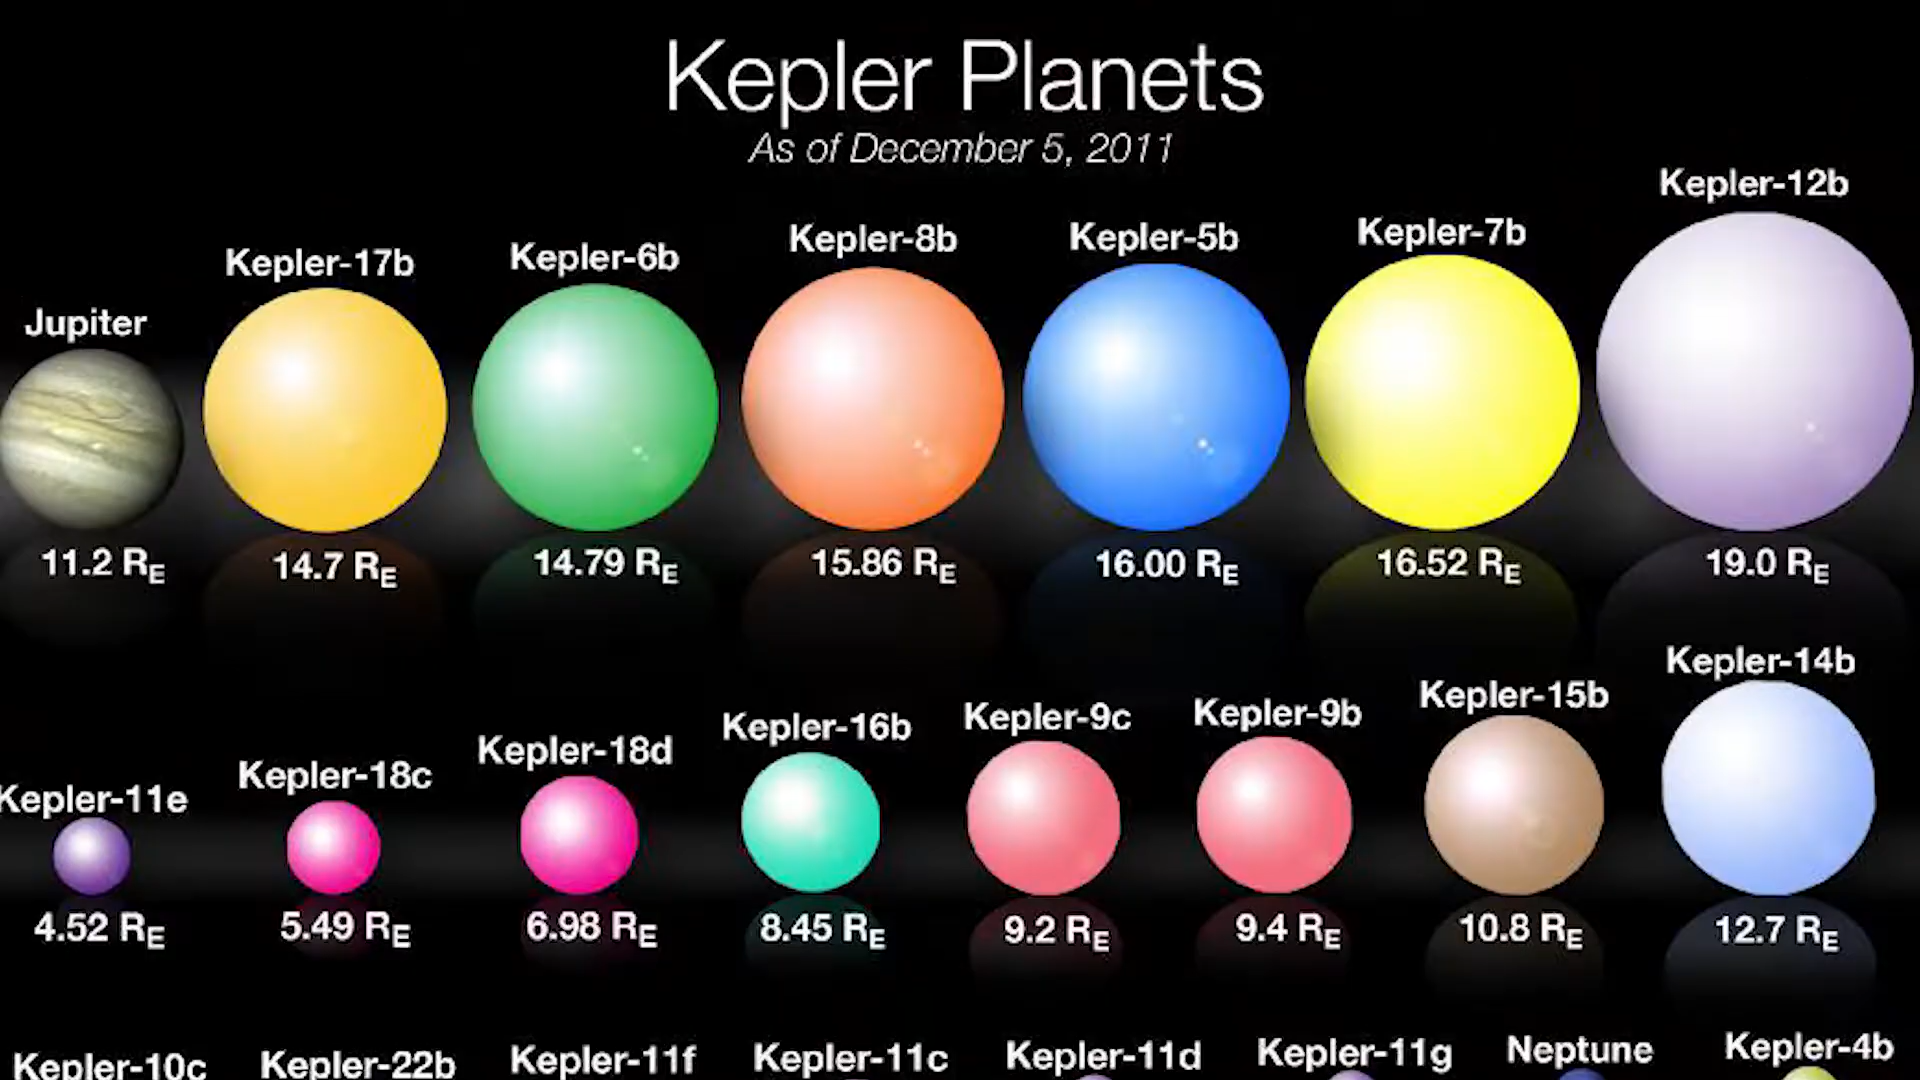 Kepler Planets
As of December 5, 2011
Jupiter
Kepler-17b
Kepler-6b
Kepler-8b
Kepler-5b
Kepler-7b
Kepler-12b
11.2 RE
14.7 RE
14.79 RE
15.86 RE
16.00 RE
16.52 RE
19.0 RE
Kepler-11e
Kepler-18c
Kepler-18d
Kepler-16b
Kepler-9c
Kepler-9b
Kepler-15b
Kepler-14b
4.52 RE
5.49 RE
6.98 RE
8.45 RE
9.2 RE
9.4 RE
10.8 RE
12.7 RE
Kepler-10c
Kepler-22b
Kepler-11f
Kepler-11c
Kepler-11d
Kepler-11g
Neptune
Kepler-4b